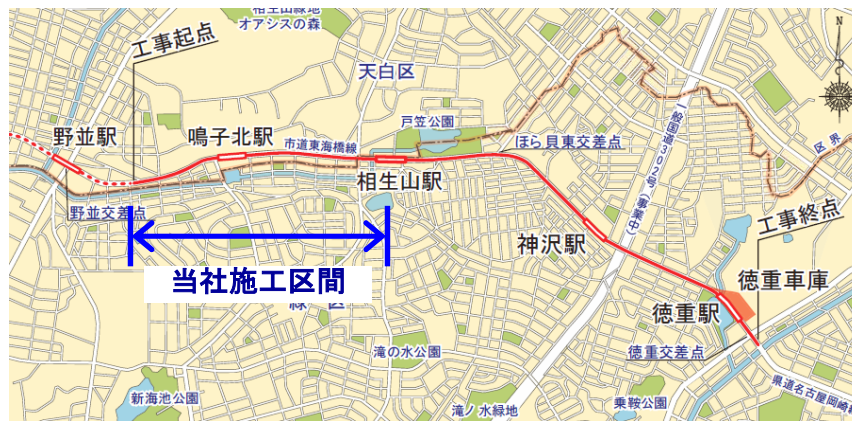 相生山緑地
オアシスの森
工事起点
天白区
N
野並駅
鳴子北駅
市道東海橋線
戸笠公園
ほら貝東交差点
一般国道302号(事業中)
区界
相生山駅
野並交差点
神沢駅
工事終点
当社施工区間
緑区
徳重車庫
徳重駅
滝の水公園
徳重交差点
新海池公園
滝ノ水緑地
乗鞍公園
県道名古屋岡崎線